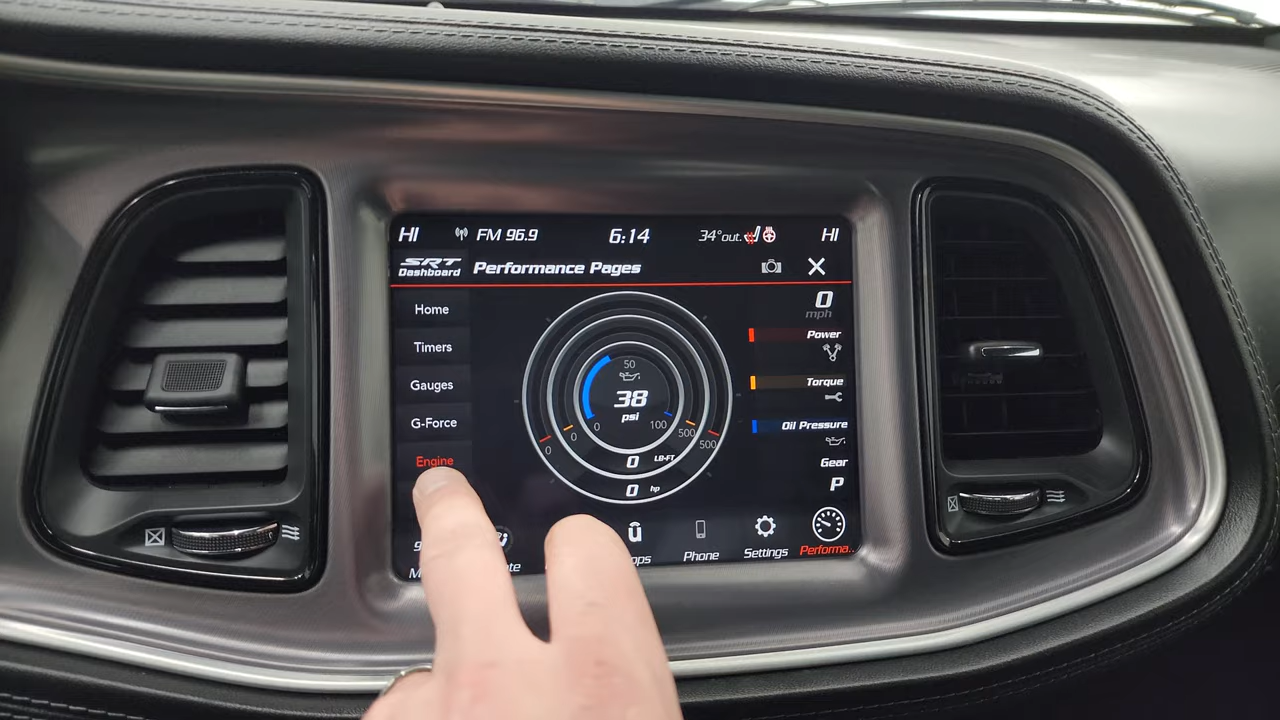 HI FM 96.9 6:14 34°out. HI
SRT Dashboard Performance Pages
Home
Timers
Gauges
G-Force
Engine
50
38
psi
0 100
0 500
0 500
0 LB-FT
0 hp
0
mph
Power
Torque
Oil Pressure
Gear
P
Phone
Settings
Performa..